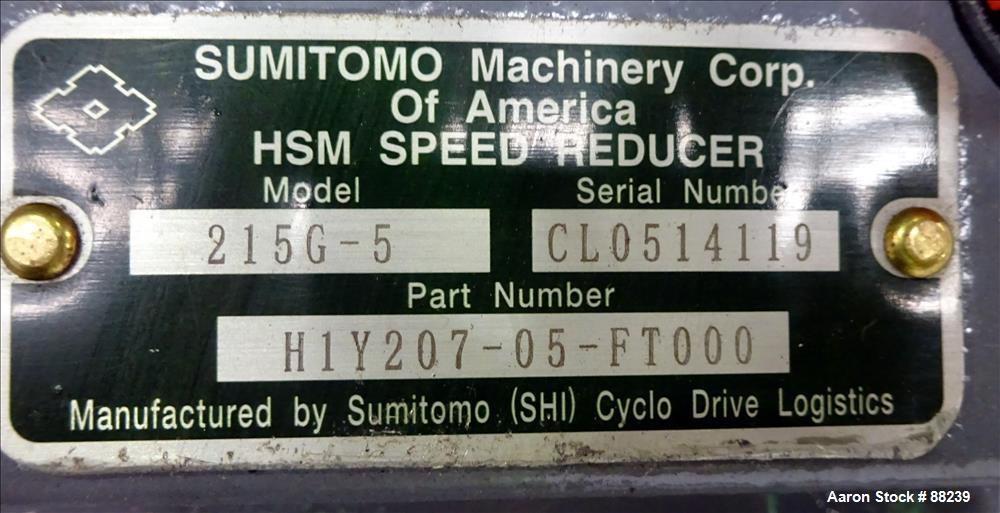 SUMITOMO Machinery Corp.
Of America
HSM SPEED REDUCER
Model Serial Number
215G-5 CL0514119
Part Number
H1Y207-05-FT000
Manufactured by Sumitomo (SHI) Cyclo Drive Logistics
Aaron Stock # 88239